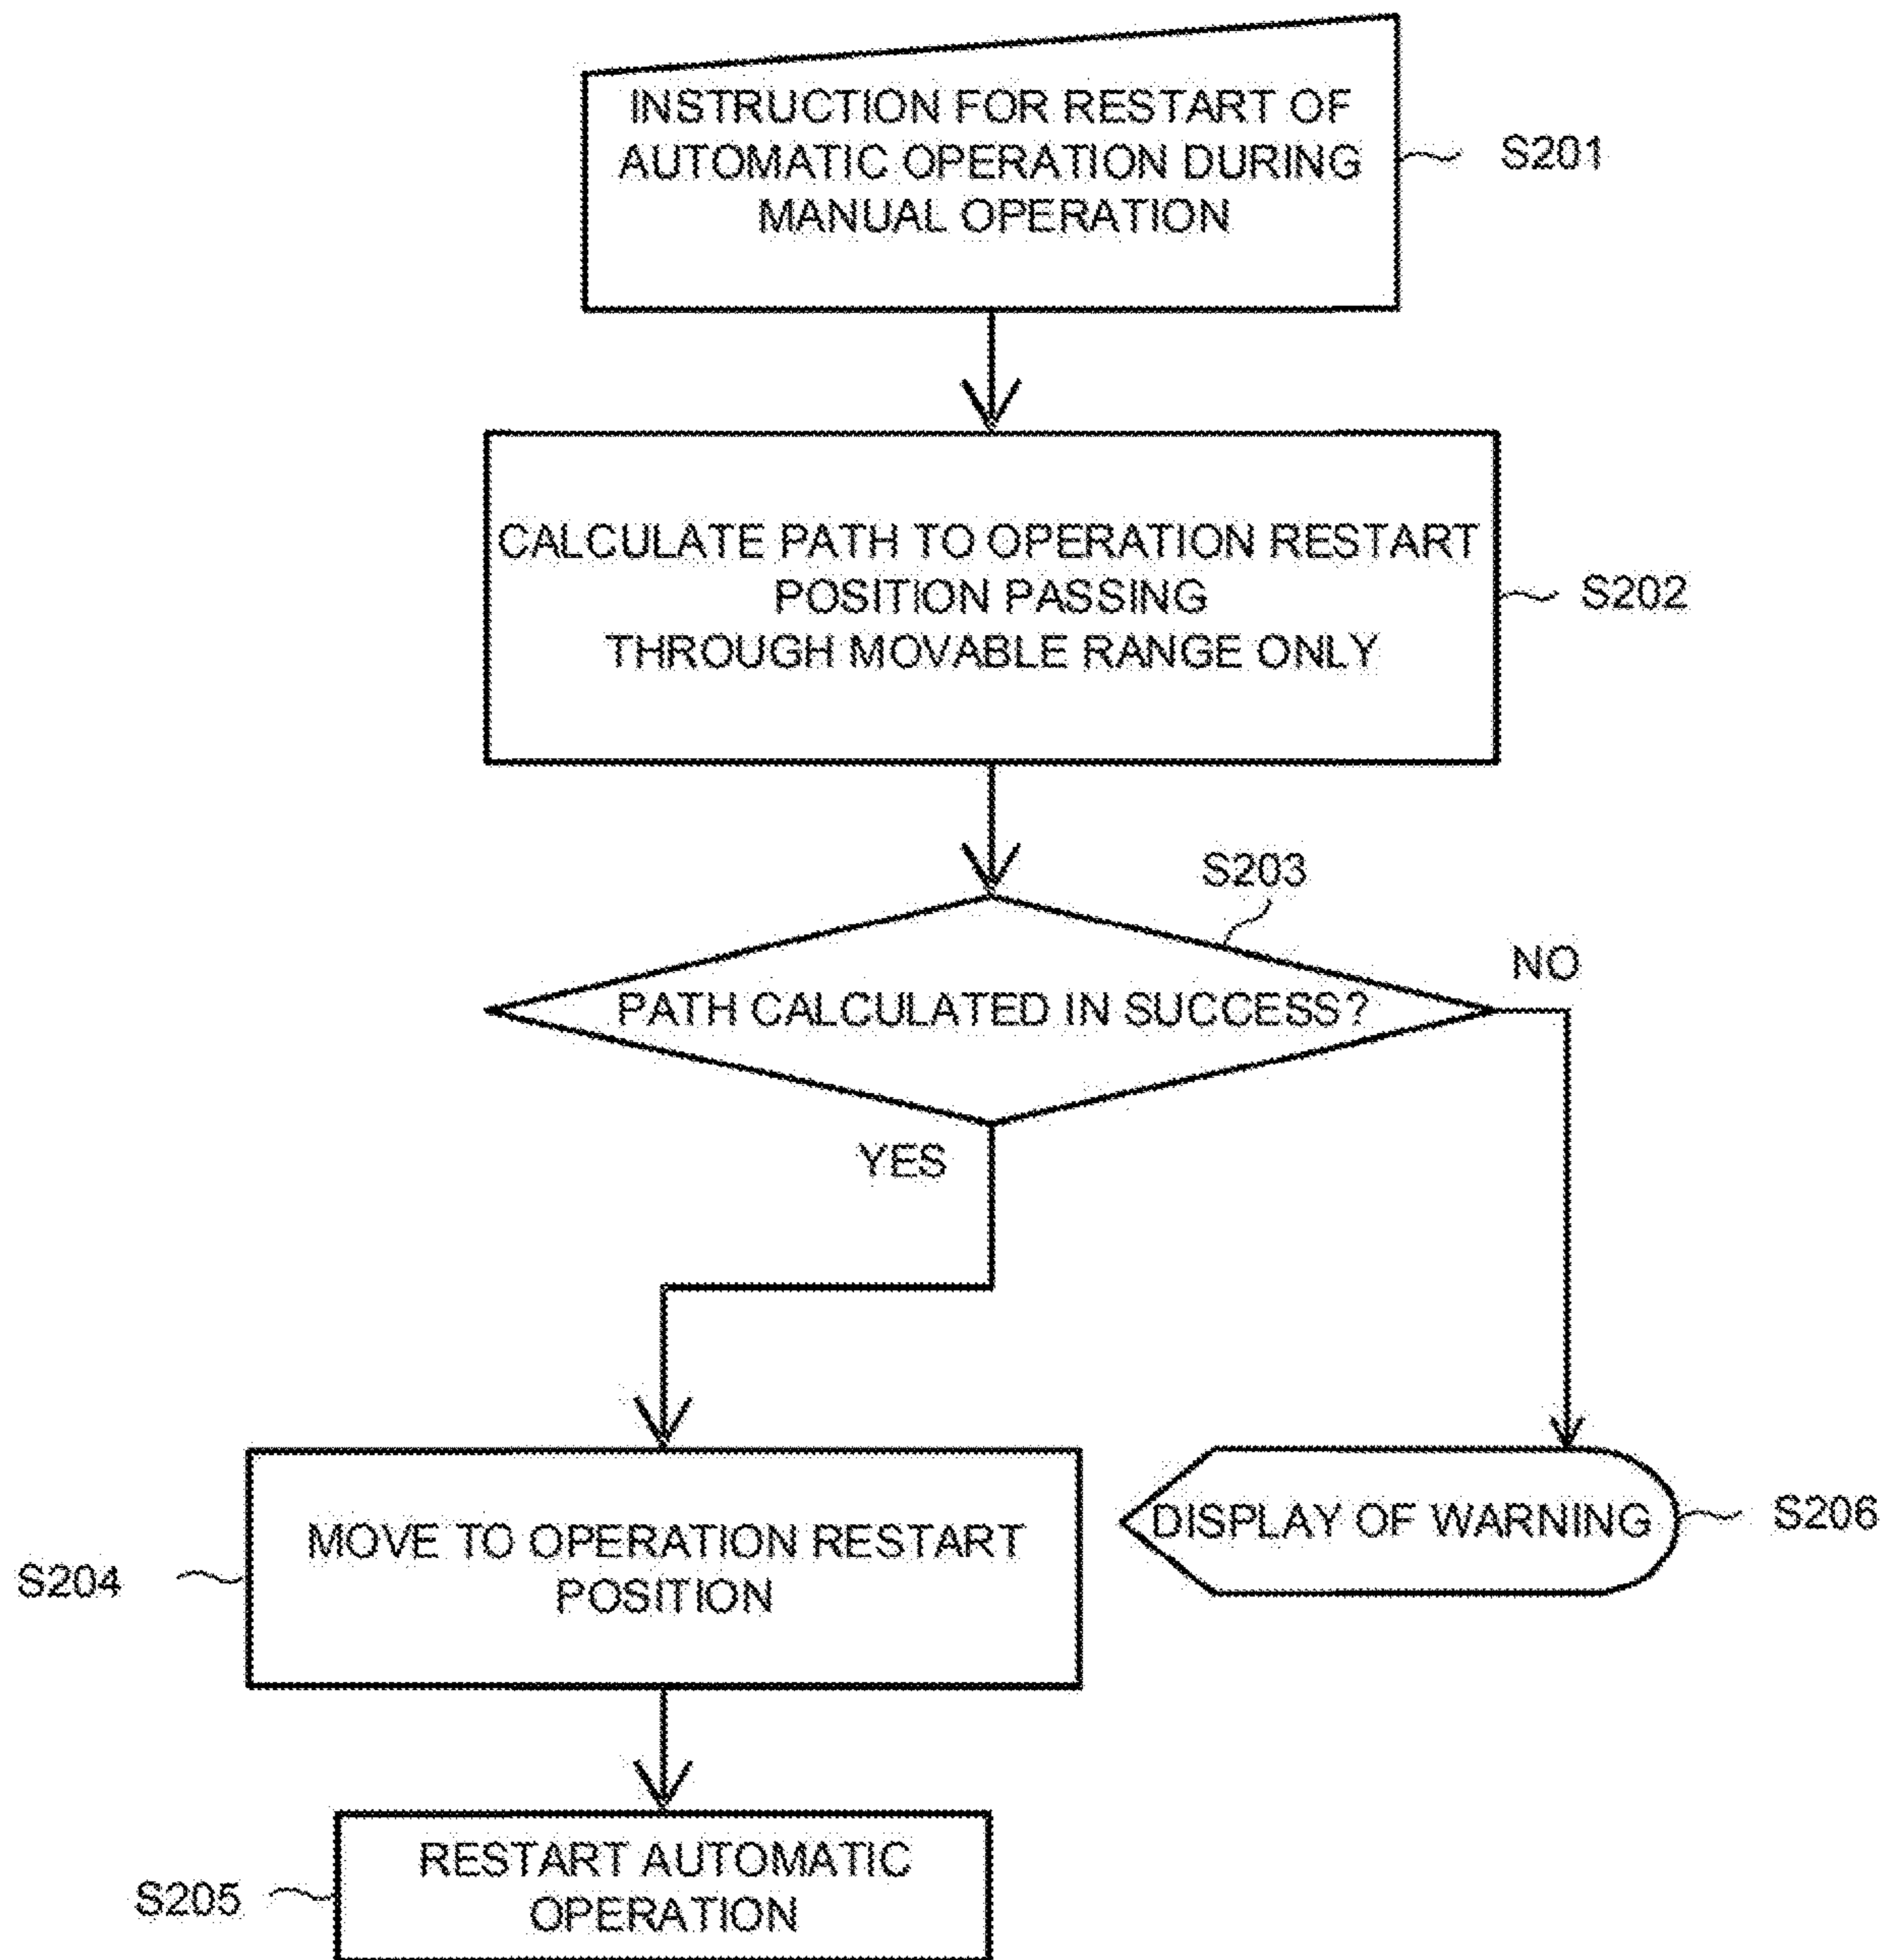 INSTRUCTION FOR RESTART OF
AUTOMATIC OPERATION DURING
MANUAL OPERATION
S201
CALCULATE PATH TO OPERATION RESTART
POSITION PASSING
THROUGH MOVABLE RANGE ONLY
S202
S203
PATH CALCULATED IN SUCCESS?
NO
YES
MOVE TO OPERATION RESTART
POSITION
S204
DISPLAY OF WARNING
S206
RESTART AUTOMATIC
OPERATION
S205